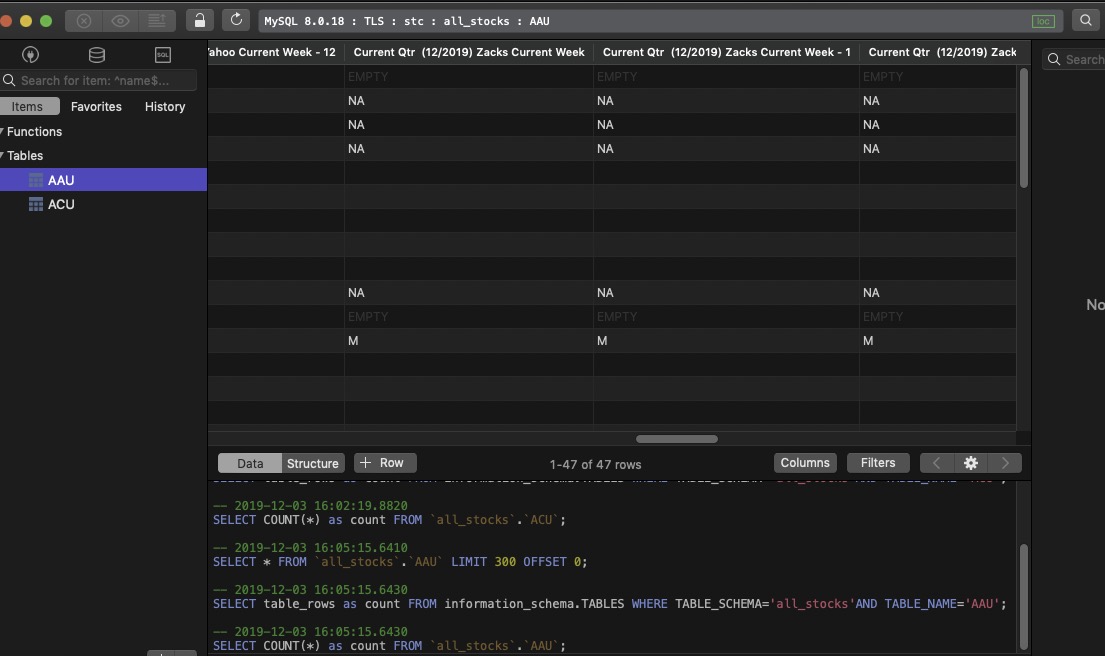 MySQL 8.0.18 : TLS : stc : all_stocks : AAU
loc
SQL
Search for item: ^name$...
Search
Items Favorites History
Functions
Tables
AAU
ACU
Yahoo Current Week - 12 Current Qtr (12/2019) Zacks Current Week Current Qtr (12/2019) Zacks Current Week - 1 Current Qtr (12/2019) Zack
EMPTY EMPTY EMPTY
NA NA NA
NA NA NA
NA NA NA
NA NA NA
EMPTY EMPTY EMPTY
M M M
No
Data Structure + Row 1-47 of 47 rows Columns Filters
-- 2019-12-03 16:02:19.8820
SELECT COUNT(*) as count FROM `all_stocks`.`ACU`;
-- 2019-12-03 16:05:15.6410
SELECT * FROM `all_stocks`.`AAU` LIMIT 300 OFFSET 0;
-- 2019-12-03 16:05:15.6430
SELECT table_rows as count FROM information_schema.TABLES WHERE TABLE_SCHEMA='all_stocks'AND TABLE_NAME='AAU';
-- 2019-12-03 16:05:15.6430
SELECT COUNT(*) as count FROM `all_stocks`.`AAU`;